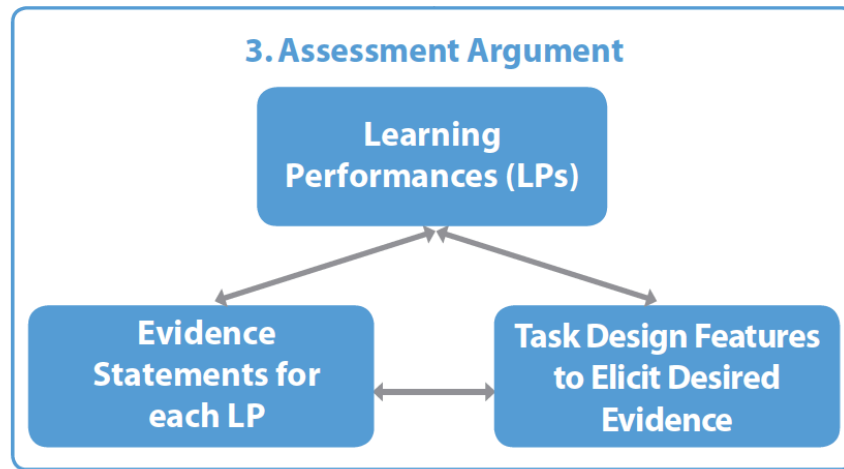 3. Assessment Argument
Learning
Performances (LPs)
Evidence
Statements for
each LP
Task Design Features
to Elicit Desired
Evidence